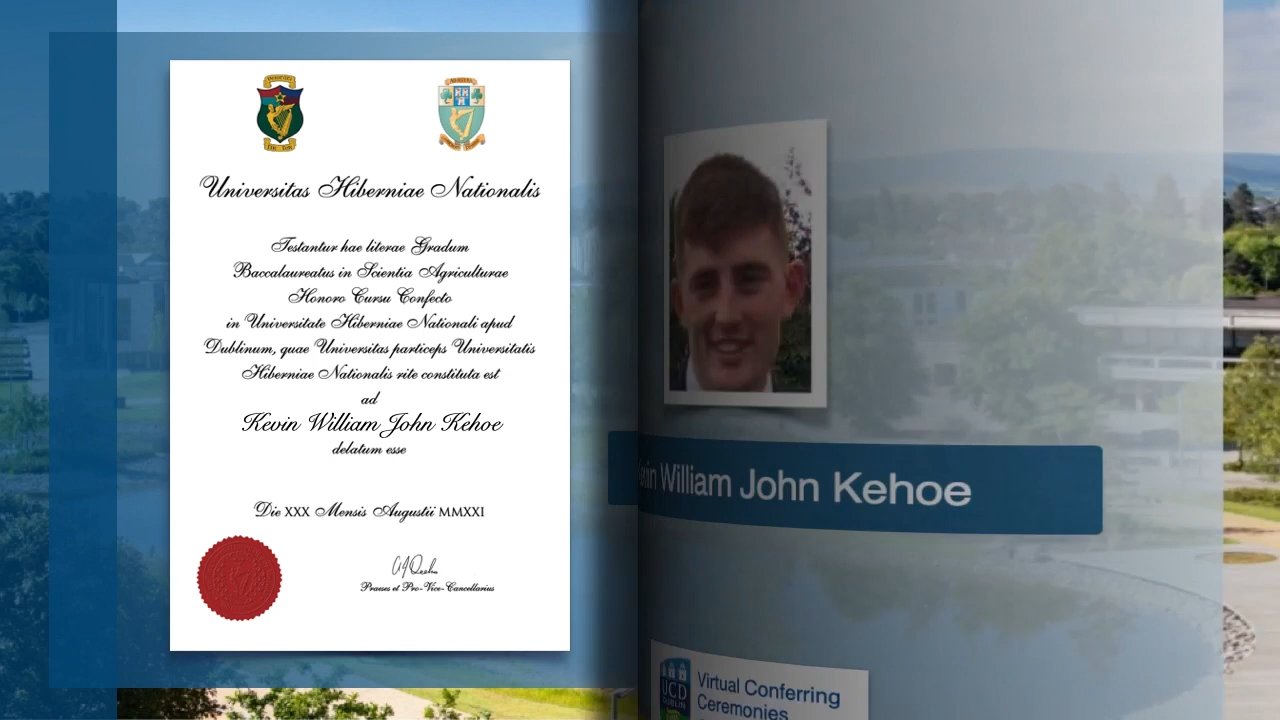 Universitas Hiberniae Nationalis
Testantur hae literae Gradum
Baccalaureatus in Scientia Agriculturae
Honoro Cursu Confecto
in Universitate Hiberniae Nationali apud
Dublinum, quae Universitas particeps Universitatis
Hiberniae Nationalis rite constituta est
ad
Kevin William John Kehoe
delatum esse
Die XXX Mensis Augustii MMXXI
Praeses et Pro-Vice-Cancellarius
William John Kehoe
UCD
DUBLIN
Virtual Conferring
Ceremonies